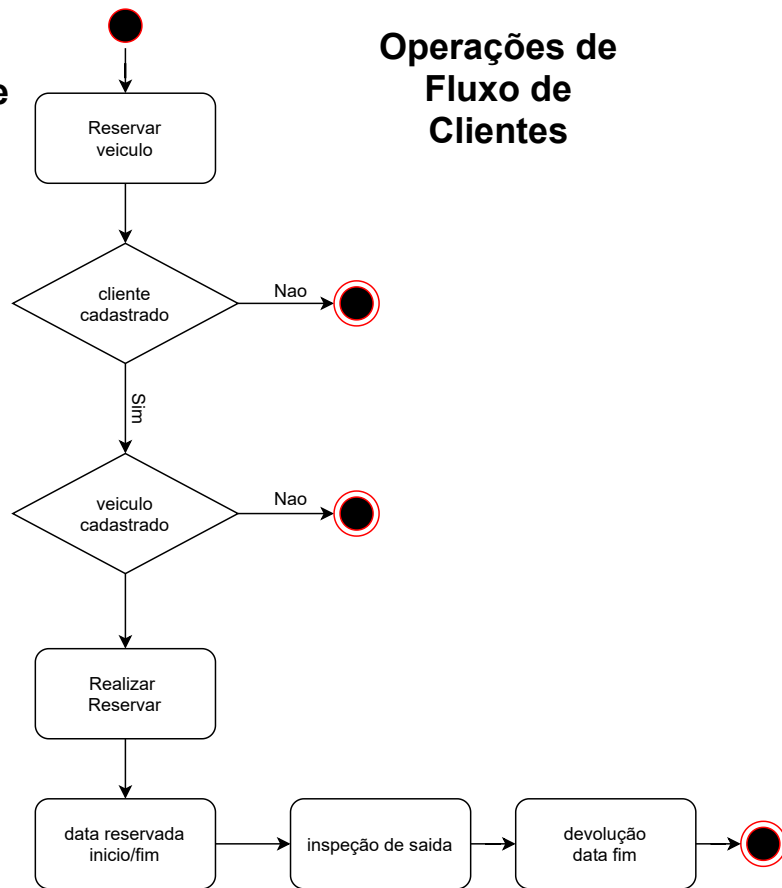 Operações de
Fluxo de
Clientes
e
Reservar
veiculo
cliente
cadastrado
Nao
Sim
veiculo
cadastrado
Nao
Realizar
Reservar
data reservada
inicio/fim
inspeção de saida
devolução
data fim